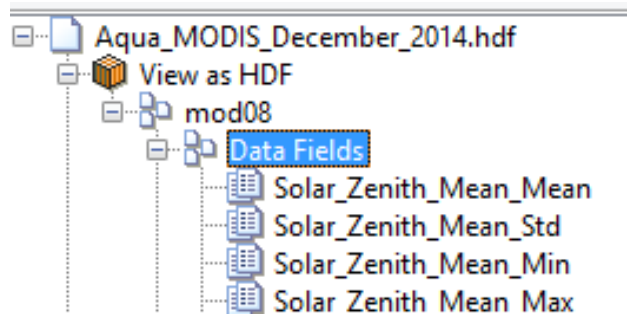 Aqua_MODIS_December_2014.hdf
View as HDF
mod08
Data Fields
Solar_Zenith_Mean_Mean
Solar_Zenith_Mean_Std
Solar_Zenith_Mean_Min
Solar_Zenith_Mean_Max